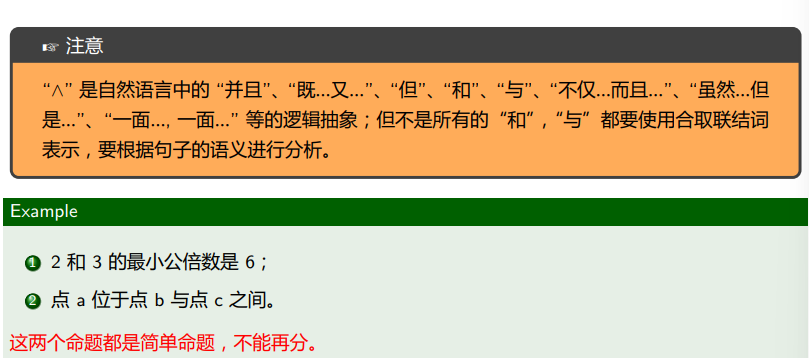 ☞ 注意
“∧” 是自然语言中的 “并且”、“既...又...”、“但”、“和”、“与”、“不仅...而且...”、“虽然...但
是...”、“一面..., 一面...” 等的逻辑抽象；但不是所有的 “和”，“与” 都要使用合取联结词
表示，要根据句子的语义进行分析。
Example
1 2 和 3 的最小公倍数是 6；
2 点 a 位于点 b 与点 c 之间。
这两个命题都是简单命题，不能再分。